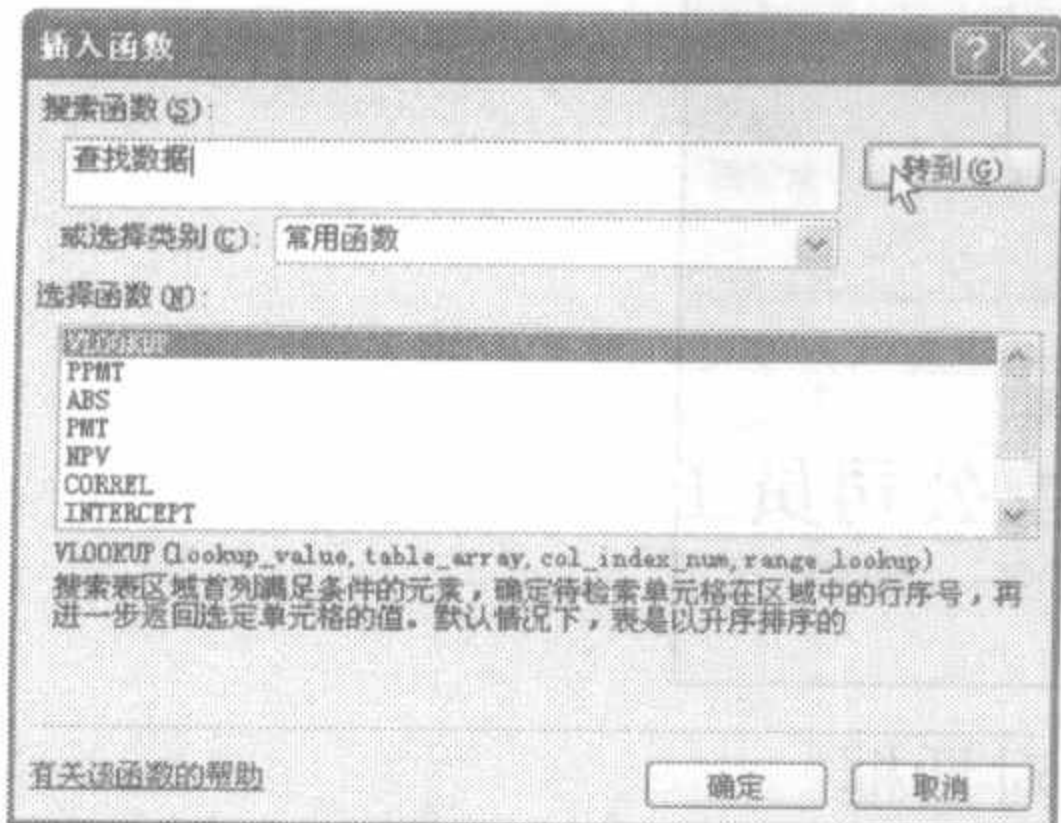 插入函数
搜索函数(S):
查找数据
转到(G)
或选择类别(C): 常用函数
选择函数(N):
VLOOKUP
PPMT
ABS
PMT
NPV
CORREL
INTERCEPT
VLOOKUP(lookup_value,table_array,col_index_num,range_lookup)
搜索表区域首列满足条件的元素，确定待检索单元格在区域中的行序号，再
进一步返回选定单元格的值。默认情况下，表是以升序排序的
有关该函数的帮助
确定 取消